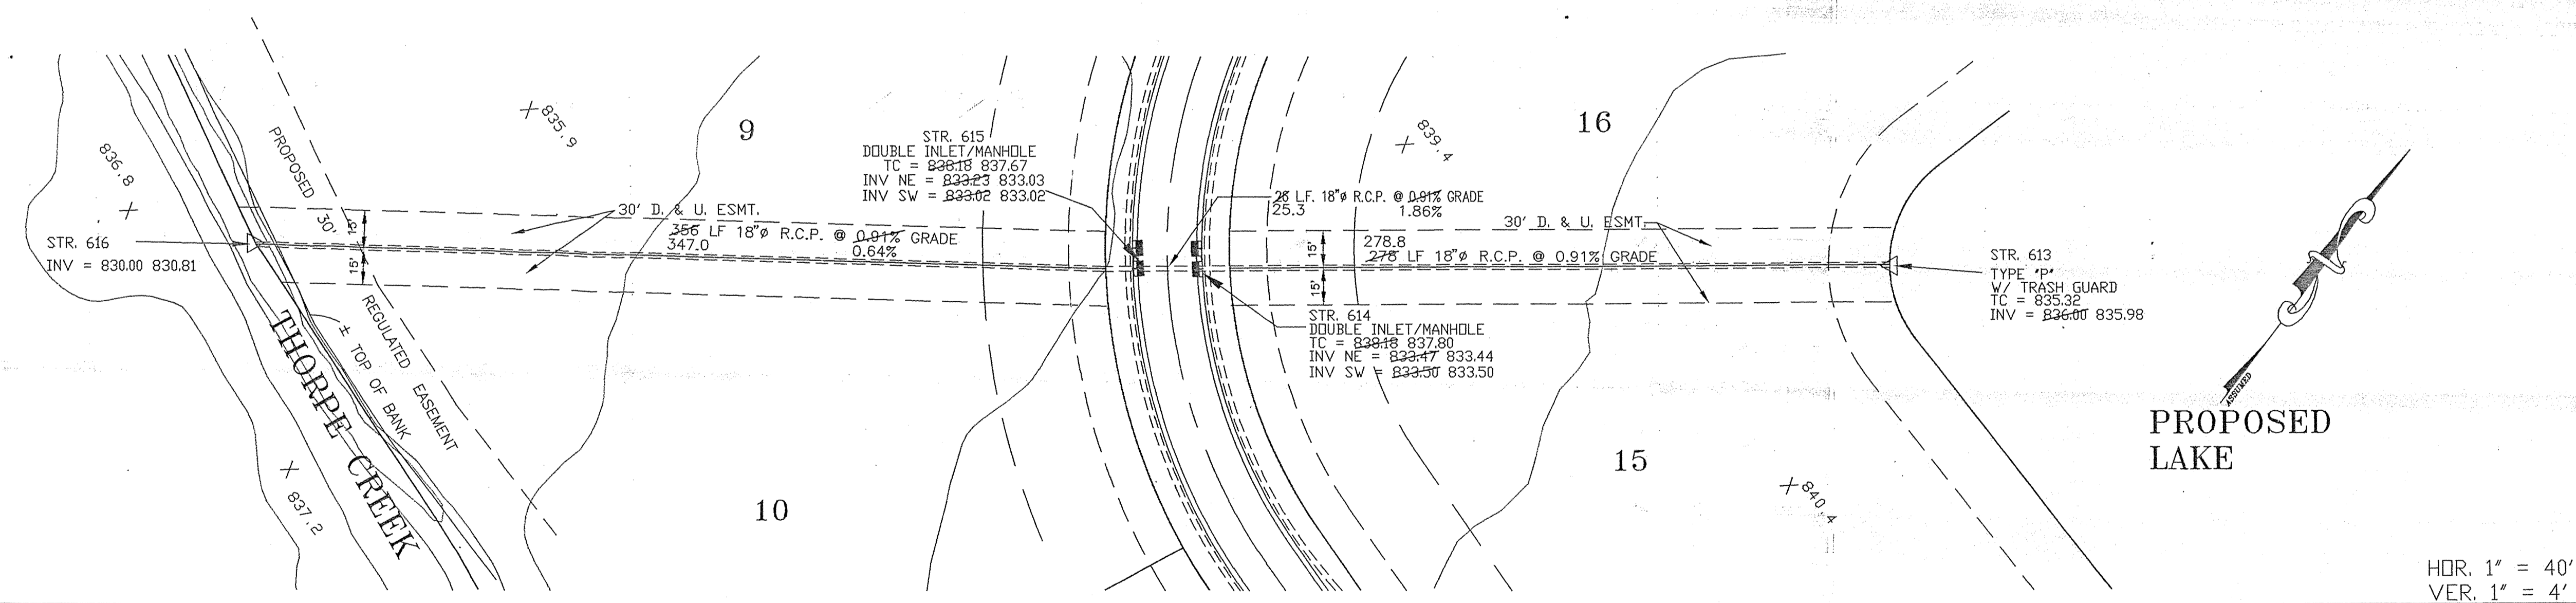 836.8
STR. 616
INV = 830.00 830.81
837.2
THORPE CREEK
± TOP OF BANK
PROPOSED 30'
REGULATED EASEMENT
15'
15'
835.9
9
10
30' D. & U. ESMT.
356 LF 18"ø R.C.P. @ 0.91% GRADE
347.0 0.64%
STR. 615
DOUBLE INLET/MANHOLE
TC = 838.18 837.67
INV NE = 833.23 833.03
INV SW = 833.02 833.02
26 LF. 18"ø R.C.P. @ 0.91% GRADE
25.3 1.86%
839.4
16
30' D. & U. ESMT.
15'
15'
278.8
278 LF 18"ø R.C.P. @ 0.91% GRADE
STR. 614
DOUBLE INLET/MANHOLE
TC = 838.18 837.80
INV NE = 833.47 833.44
INV SW = 833.50 833.50
15
840.4
STR. 613
TYPE "P"
W/ TRASH GUARD
TC = 835.32
INV = 836.00 835.98
ASSUMED
PROPOSED
LAKE
HOR. 1" = 40'
VER. 1" = 4'